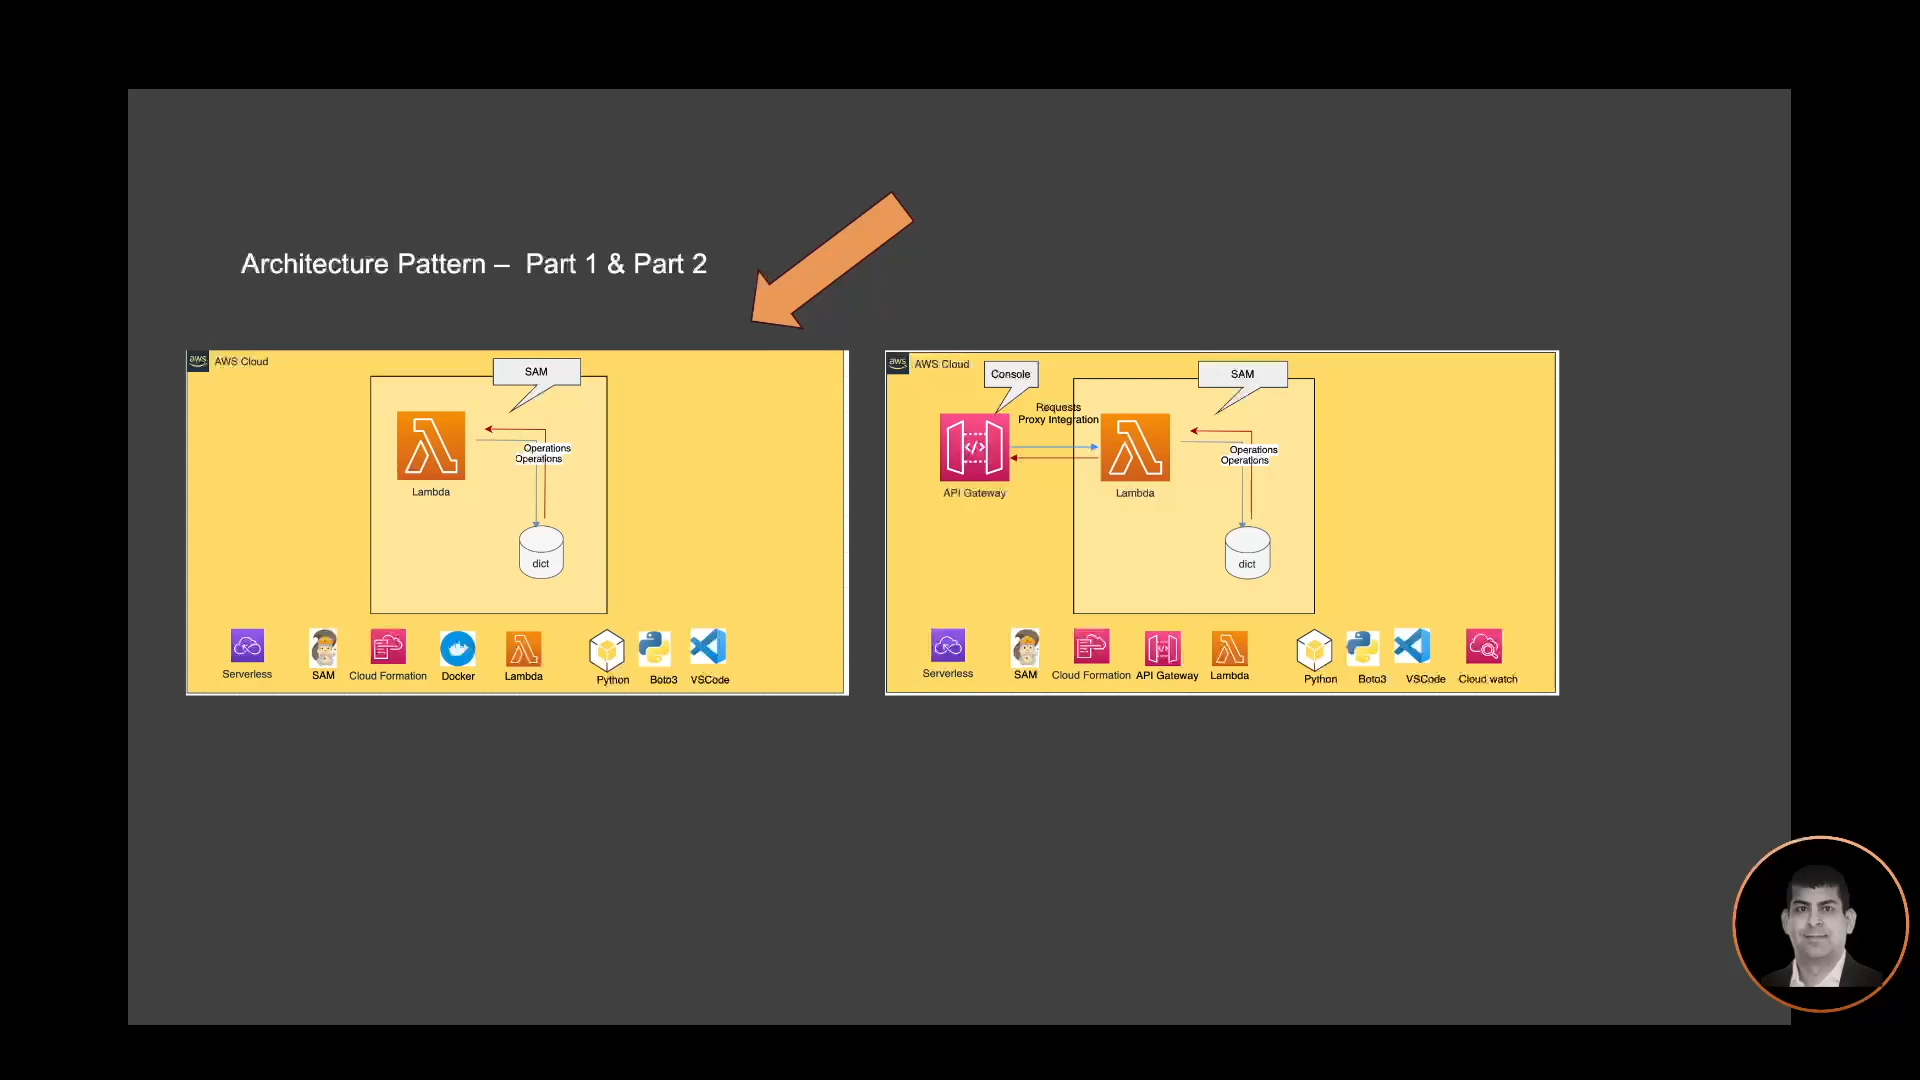 Architecture Pattern – Part 1 & Part 2
aws
AWS Cloud
SAM
Operations
Operations
Lambda
dict
Serverless
SAM
Cloud Formation
Docker
Lambda
Python
Boto3
VSCode
aws
AWS Cloud
Console
SAM
Requests
Proxy Integration
Operations
Operations
API Gateway
Lambda
dict
Serverless
SAM
Cloud Formation
API Gateway
Lambda
Python
Boto3
VSCode
Cloud watch